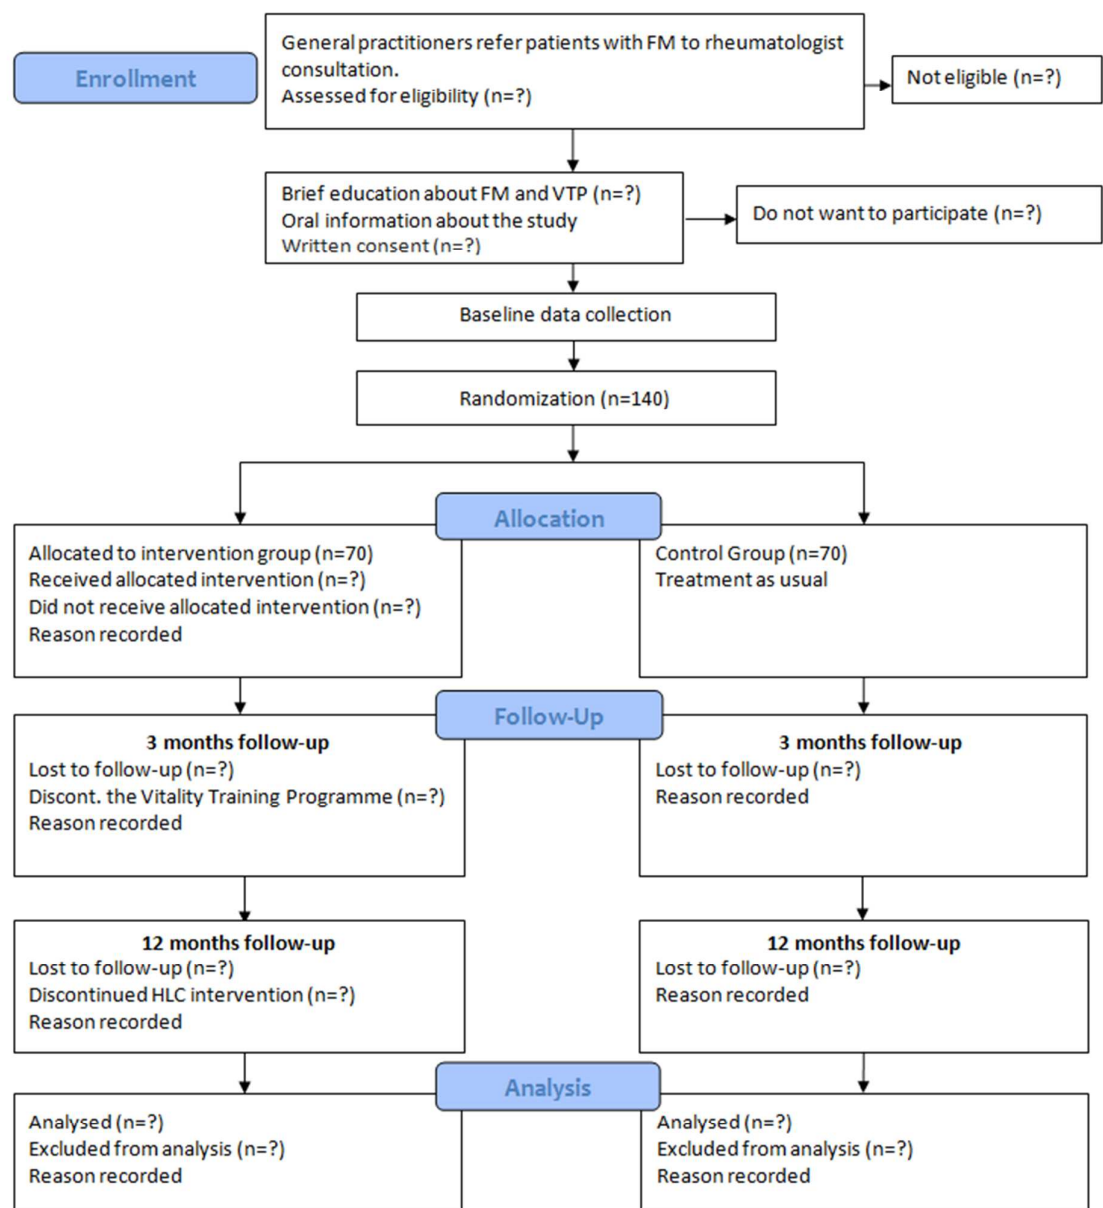 Enrollment
General practitioners refer patients with FM to rheumatologist
consultation.
Assessed for eligibility (n=?)
Not eligible (n=?)
Brief education about FM and VTP (n=?)
Oral information about the study
Written consent (n=?)
Do not want to participate (n=?)
Baseline data collection
Randomization (n=140)
Allocation
Allocated to intervention group (n=70)
Received allocated intervention (n=?)
Did not receive allocated intervention (n=?)
Reason recorded
Control Group (n=70)
Treatment as usual
Follow-Up
3 months follow-up
Lost to follow-up (n=?)
Discont. the Vitality Training Programme (n=?)
Reason recorded
3 months follow-up
Lost to follow-up (n=?)
Reason recorded
12 months follow-up
Lost to follow-up (n=?)
Discontinued HLC intervention (n=?)
Reason recorded
12 months follow-up
Lost to follow-up (n=?)
Reason recorded
Analysis
Analysed (n=?)
Excluded from analysis (n=?)
Reason recorded
Analysed (n=?)
Excluded from analysis (n=?)
Reason recorded